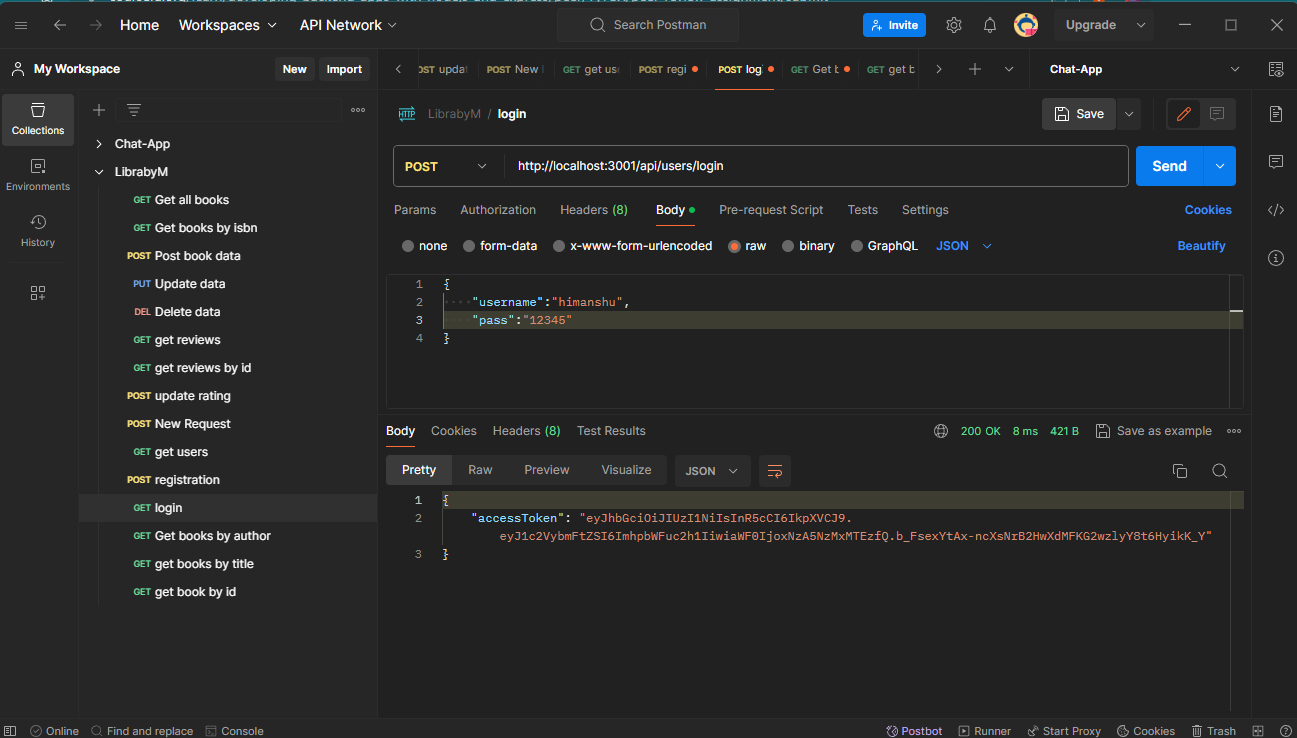 Home Workspaces API Network Search Postman Invite Upgrade
My Workspace New Import
POST New GET get POST regi POST log GET Get b GET get b Chat-App
Collections
Environments
History
Chat-App
LibrabyM
GET Get all books
GET Get books by isbn
POST Post book data
PUT Update data
DEL Delete data
GET get reviews
GET get reviews by id
POST update rating
POST New Request
GET get users
POST registration
GET login
GET Get books by author
GET get books by title
GET get book by id
HTTP LibrabyM / login Save
POST http://localhost:3001/api/users/login Send
Params Authorization Headers (8) Body Pre-request Script Tests Settings Cookies
none form-data x-www-form-urlencoded raw binary GraphQL JSON Beautify
1 {
2 "username":"himanshu",
3 "pass":"12345"
4 }
Body Cookies Headers (8) Test Results 200 OK 8 ms 421 B Save as example
Pretty Raw Preview Visualize JSON
1 {
2 "accessToken": "eyJhbGciOiJIUzI1NiIsInR5cCI6IkpXVCJ9.
eyJ1c2VybmFtZSI6ImhpbWFuc2h1IiwiaWF0IjoxNzA5NzMxMTEzfQ.b_FsexYtAx-ncXsNrB2HwXdMFKG2wzlyY8t6HyikK_Y"
3 }
Online Find and replace Console Postbot Runner Start Proxy Cookies Trash